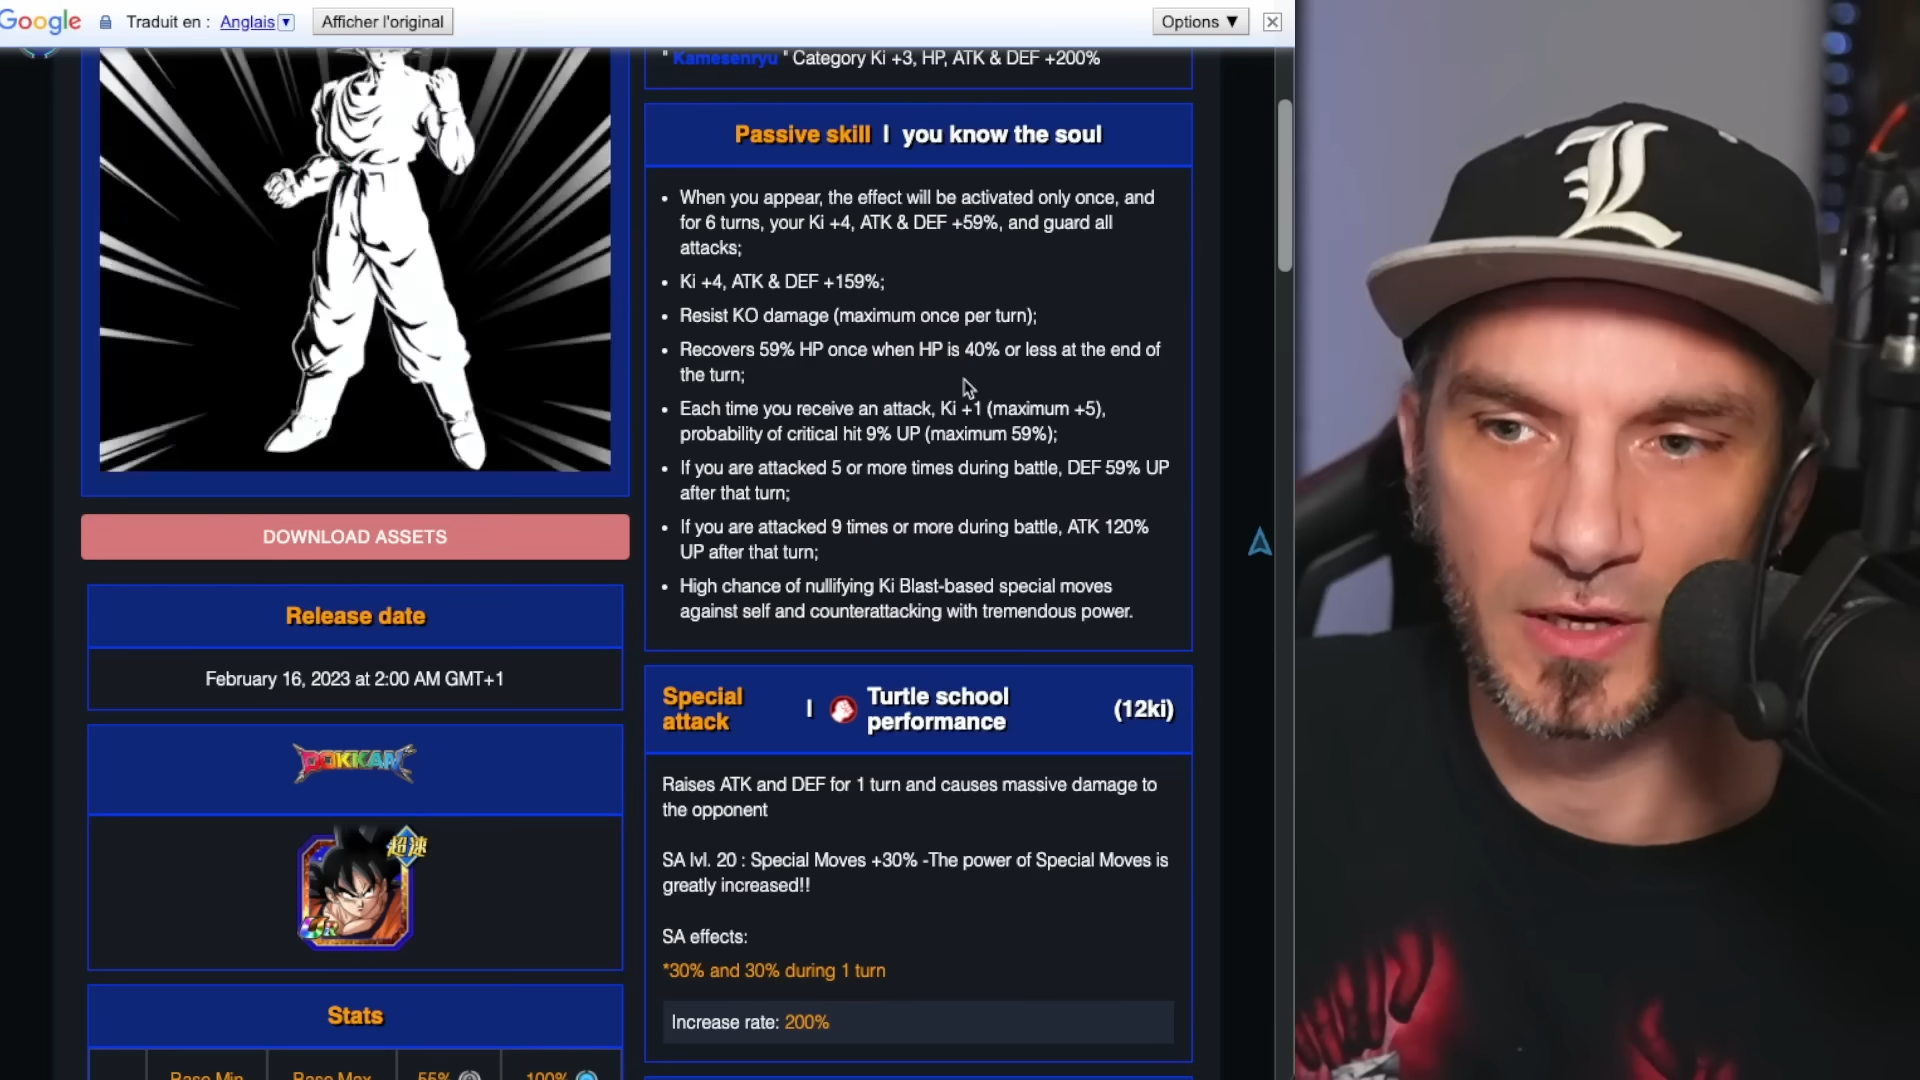 Google
Traduit en :
Anglais
Afficher l'original
Options ▼
" Kamesenryu " Category Ki +3, HP, ATK & DEF +200%
Passive skill | you know the soul
When you appear, the effect will be activated only once, and
for 6 turns, your Ki +4, ATK & DEF +59%, and guard all
attacks;
Ki +4, ATK & DEF +159%;
Resist KO damage (maximum once per turn);
Recovers 59% HP once when HP is 40% or less at the end of
the turn;
Each time you receive an attack, Ki +1 (maximum +5),
probability of critical hit 9% UP (maximum 59%);
If you are attacked 5 or more times during battle, DEF 59% UP
after that turn;
If you are attacked 9 times or more during battle, ATK 120%
UP after that turn;
High chance of nullifying Ki Blast-based special moves
against self and counterattacking with tremendous power.
DOWNLOAD ASSETS
Release date
February 16, 2023 at 2:00 AM GMT+1
DOKKAN
超速
UR
Stats
Base Min
Base Max
55%
100%
Special
attack
|
Turtle school
performance
(12ki)
Raises ATK and DEF for 1 turn and causes massive damage to
the opponent
SA lvl. 20 : Special Moves +30% -The power of Special Moves is
greatly increased!!
SA effects:
*30% and 30% during 1 turn
Increase rate: 200%
L